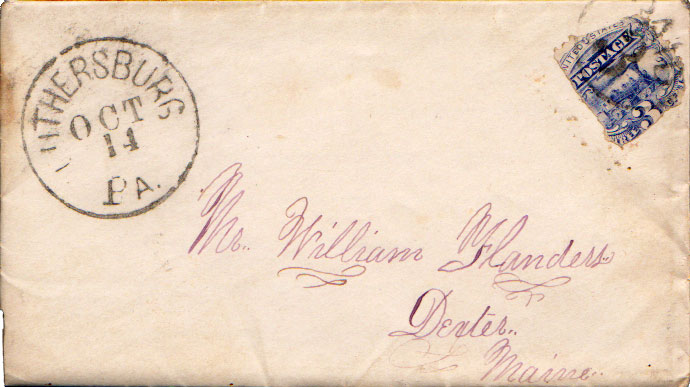 LUTHERSBURG
OCT
14
PA.
UNITED STATES
POSTAGE
3
Mr. William Flanders.
Dexter.
Maine.